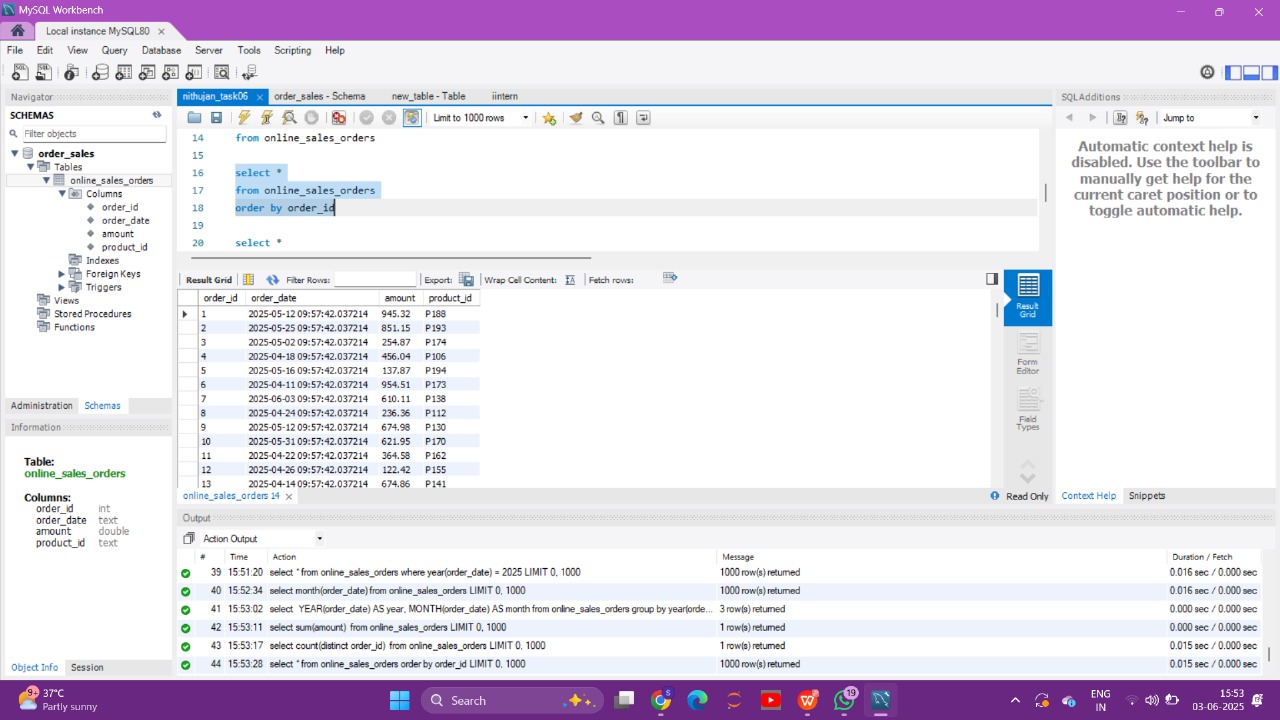 MySQL Workbench
Local instance MySQL80
File Edit View Query Database Server Tools Scripting Help
Navigator
SCHEMAS
Filter objects
order_sales
Tables
online_sales_orders
Columns
order_id
order_date
amount
product_id
Indexes
Foreign Keys
Triggers
Views
Stored Procedures
Functions
Administration Schemas
Information
Table:
online_sales_orders
Columns:
order_id int
order_date text
amount double
product_id text
Object Info Session
nithujan_task06 order_sales - Schema new_table - Table iintern
Limit to 1000 rows
14 from online_sales_orders
15
16 select *
17 from online_sales_orders
18 order by order_id
19
20 select *
Result Grid Filter Rows: Export: Wrap Cell Content: Fetch rows:
order_id order_date amount product_id
1 2025-05-12 09:57:42.037214 945.32 P188
2 2025-05-25 09:57:42.037214 851.15 P193
3 2025-05-02 09:57:42.037214 254.87 P174
4 2025-04-18 09:57:42.037214 456.04 P106
5 2025-05-16 09:57:42.037214 137.87 P194
6 2025-04-11 09:57:42.037214 954.51 P173
7 2025-06-03 09:57:42.037214 610.11 P138
8 2025-04-24 09:57:42.037214 236.36 P112
9 2025-05-12 09:57:42.037214 674.98 P130
10 2025-05-31 09:57:42.037214 621.95 P170
11 2025-04-22 09:57:42.037214 364.58 P162
12 2025-04-26 09:57:42.037214 122.42 P155
13 2025-04-14 09:57:42.037214 674.86 P141
Result Grid
Form Editor
Field Types
online_sales_orders 14
Read Only
SQLAdditions
Jump to
Automatic context help is
disabled. Use the toolbar to
manually get help for the
current caret position or to
toggle automatic help.
Context Help Snippets
Output
Action Output
# Time Action Message Duration / Fetch
39 15:51:20 select * from online_sales_orders where year(order_date) = 2025 LIMIT 0, 1000 1000 row(s) returned 0.016 sec / 0.000 sec
40 15:52:34 select month(order_date) from online_sales_orders LIMIT 0, 1000 1000 row(s) returned 0.016 sec / 0.000 sec
41 15:53:02 select YEAR(order_date) AS year, MONTH(order_date) AS month from online_sales_orders group by year(orde... 3 row(s) returned 0.000 sec / 0.000 sec
42 15:53:11 select sum(amount) from online_sales_orders LIMIT 0, 1000 1 row(s) returned 0.000 sec / 0.000 sec
43 15:53:17 select count(distinct order_id) from online_sales_orders LIMIT 0, 1000 1 row(s) returned 0.015 sec / 0.000 sec
44 15:53:28 select * from online_sales_orders order by order_id LIMIT 0, 1000 1000 row(s) returned 0.015 sec / 0.000 sec
9+
37°C
Partly sunny
Search
S
19
ENG
IN
15:53
03-06-2025